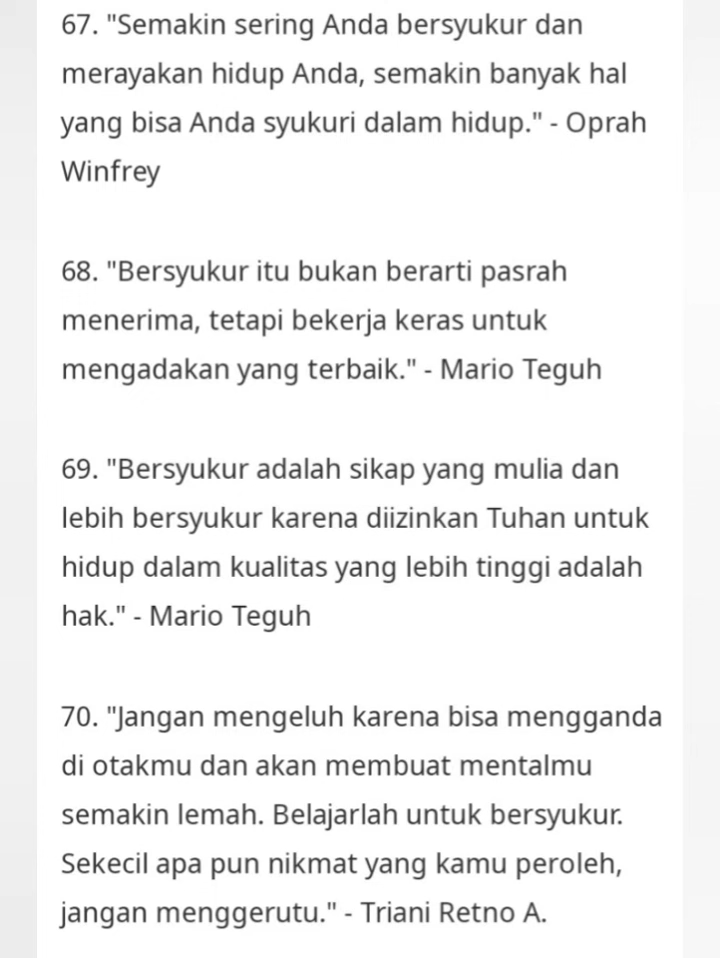 67. "Semakin sering Anda bersyukur dan
merayakan hidup Anda, semakin banyak hal
yang bisa Anda syukuri dalam hidup." - Oprah
Winfrey
68. "Bersyukur itu bukan berarti pasrah
menerima, tetapi bekerja keras untuk
mengadakan yang terbaik." - Mario Teguh
69. "Bersyukur adalah sikap yang mulia dan
lebih bersyukur karena diizinkan Tuhan untuk
hidup dalam kualitas yang lebih tinggi adalah
hak." - Mario Teguh
70. "Jangan mengeluh karena bisa mengganda
di otakmu dan akan membuat mentalmu
semakin lemah. Belajarlah untuk bersyukur.
Sekecil apa pun nikmat yang kamu peroleh,
jangan menggerutu." - Triani Retno A.